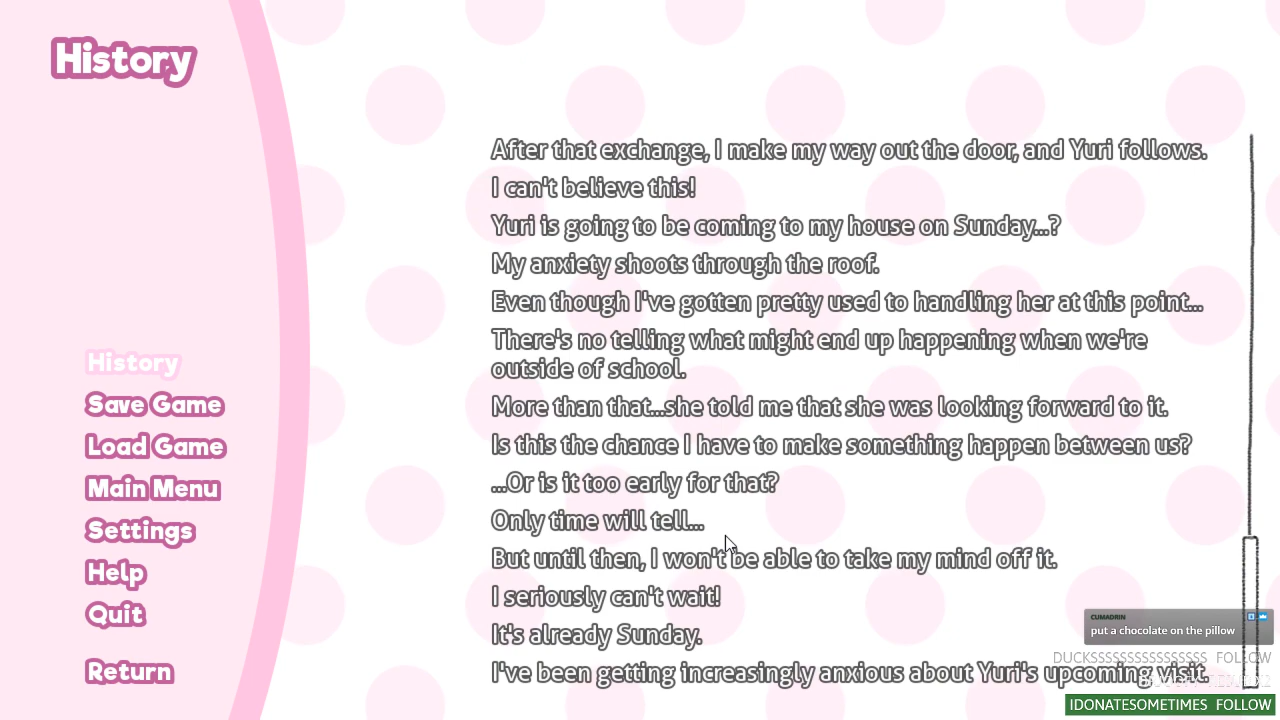 History
After that exchange, I make my way out the door, and Yuri follows.
I can't believe this!
Yuri is going to be coming to my house on Sunday...?
My anxiety shoots through the roof.
Even though I've gotten pretty used to handling her at this point...
There's no telling what might end up happening when we're
outside of school.
More than that...she told me that she was looking forward to it.
Is this the chance I have to make something happen between us?
...Or is it too early for that?
Only time will tell...
But until then, I won't be able to take my mind off it.
I seriously can't wait!
It's already Sunday.
I've been getting increasingly anxious about Yuri's upcoming visit.
History
Save Game
Load Game
Main Menu
Settings
Help
Quit
Return
CUMADRIN
put a chocolate on the pillow
DUCKSSSSSSSSSSSSSSSS FOLLOW
IDONATESOMETIMES FOLLOW